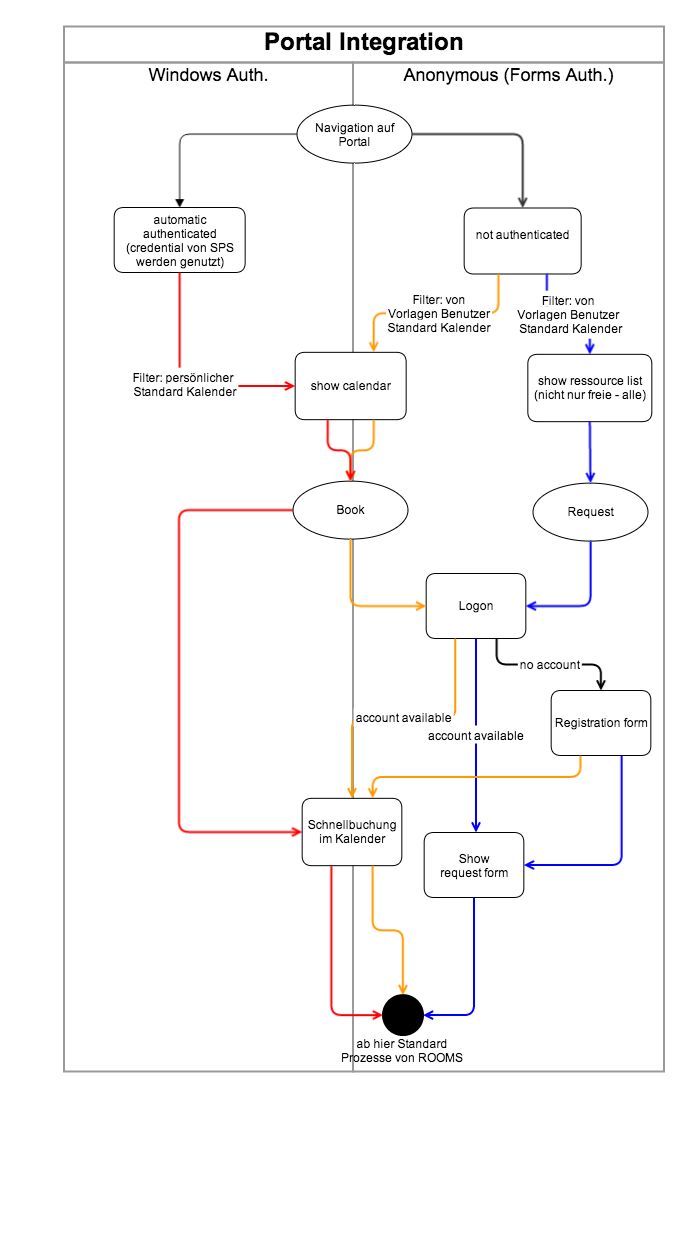 Portal Integration
Windows Auth.
Anonymous (Forms Auth.)
Navigation auf
Portal
automatic
authenticated
(credential von SPS
werden genutzt)
not authenticated
Filter: von
Vorlagen Benutzer
Standard Kalender
Filter: von
Vorlagen Benutzer
Standard Kalender
Filter: persönlicher
Standard Kalender
show calendar
show ressource list
(nicht nur freie - alle)
Book
Request
Logon
no account
account available
account available
Registration form
Schnellbuchung
im Kalender
Show
request form
ab hier Standard
Prozesse von ROOMS